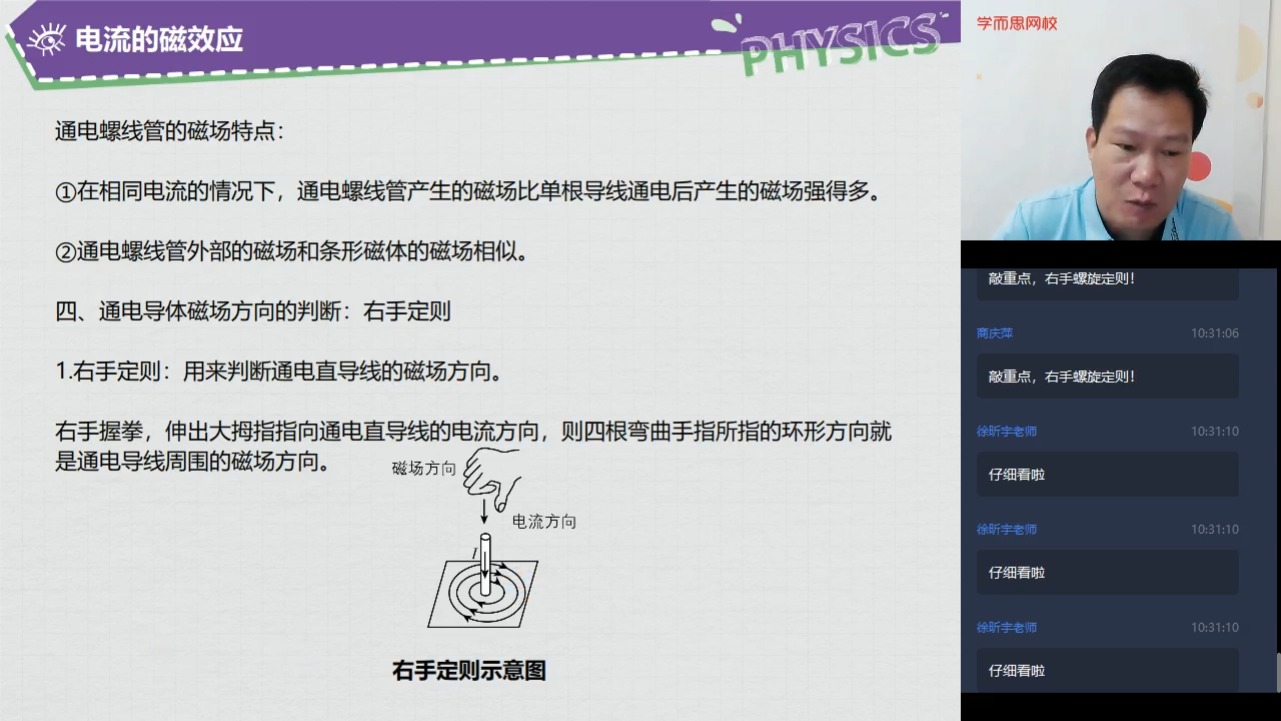 电流的磁效应
PHYSICS
通电螺线管的磁场特点：
①在相同电流的情况下，通电螺线管产生的磁场比单根导线通电后产生的磁场强得多。
②通电螺线管外部的磁场和条形磁体的磁场相似。
四、通电导体磁场方向的判断：右手定则
1.右手定则：用来判断通电直导线的磁场方向。
右手握拳，伸出大拇指指向通电直导线的电流方向，则四根弯曲手指所指的环形方向就
是通电导线周围的磁场方向。
磁场方向
电流方向
I
右手定则示意图
学而思网校
敲重点，右手螺旋定则！
商庆萍 10:31:06
敲重点，右手螺旋定则！
徐昕宇老师 10:31:10
仔细看啦
徐昕宇老师 10:31:10
仔细看啦
徐昕宇老师 10:31:10
仔细看啦